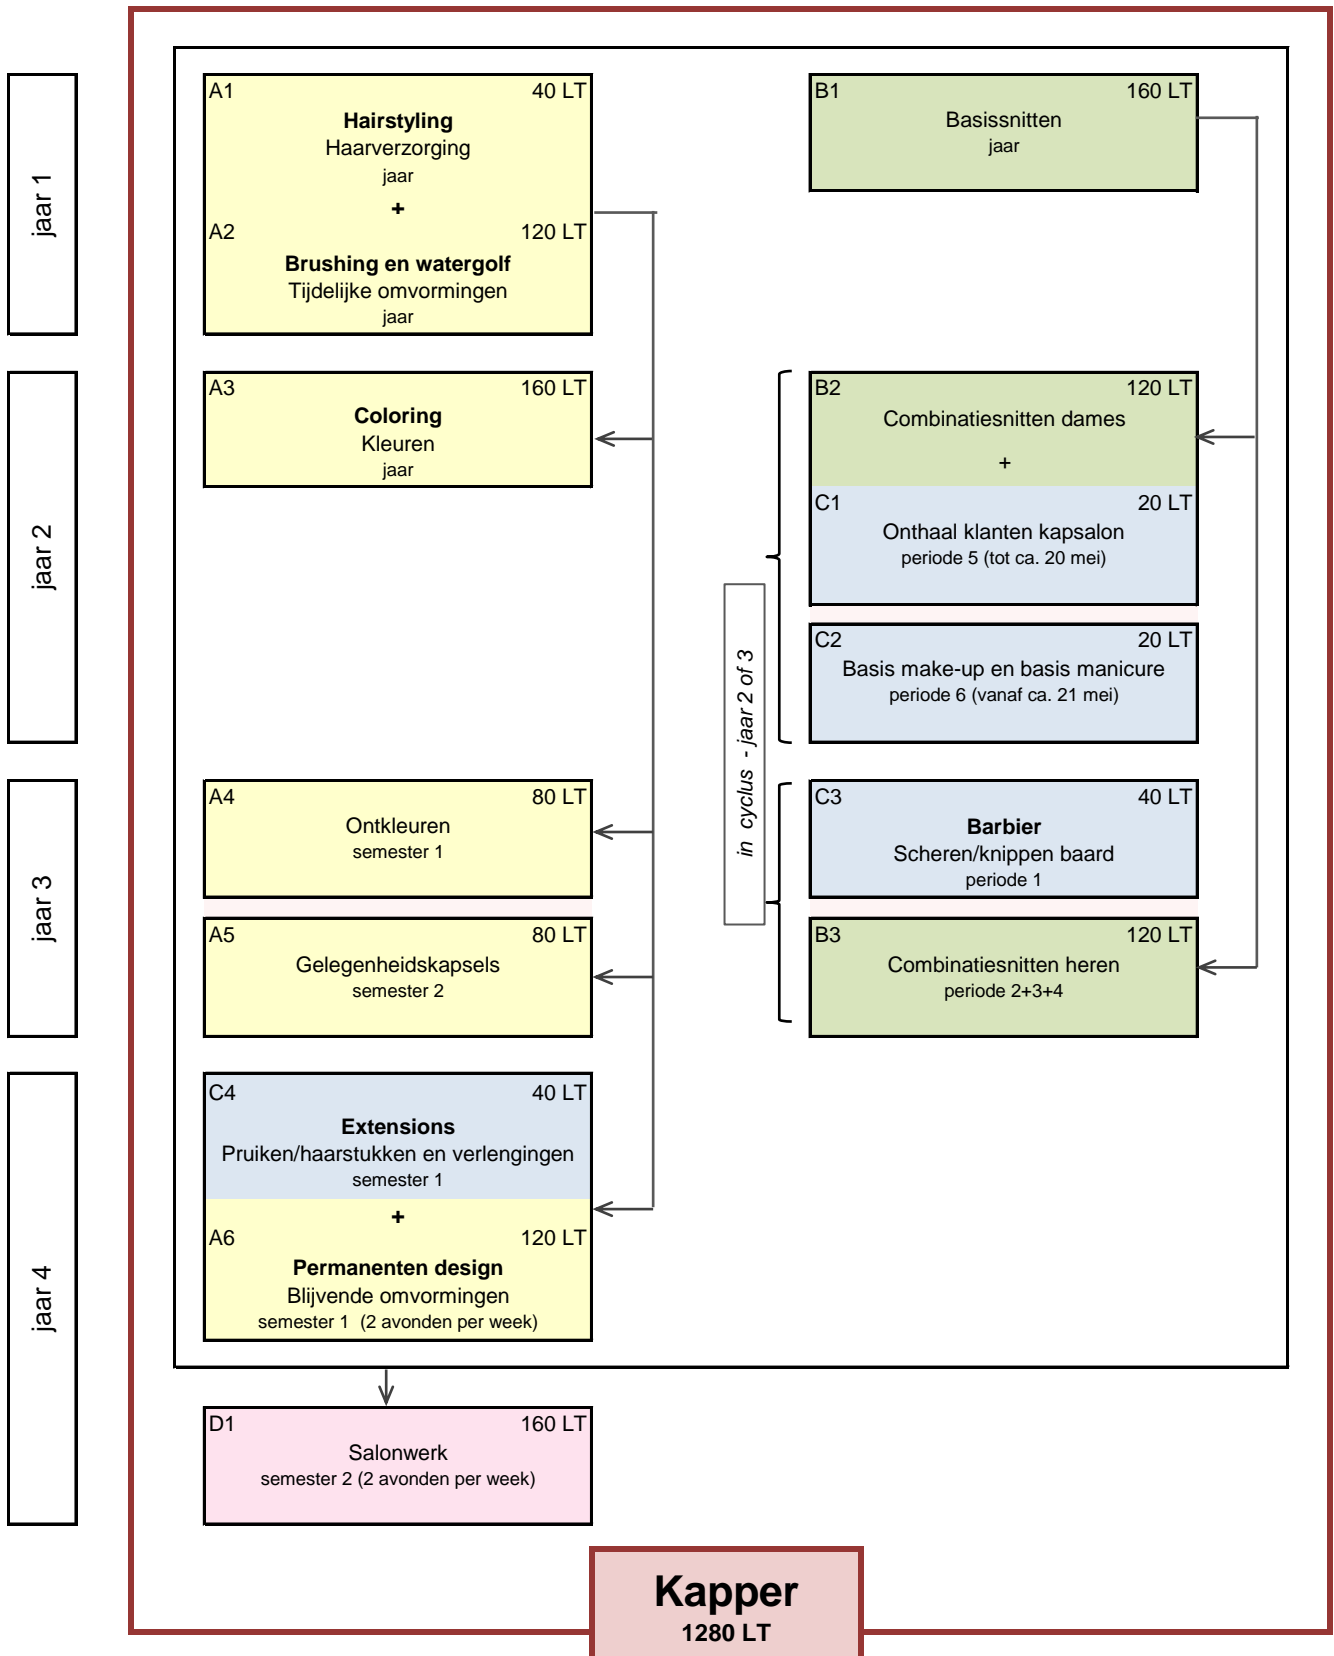 jaar 1
A1 40 LT
Hairstyling
Haarverzorging
jaar
+
A2 120 LT
Brushing en watergolf
Tijdelijke omvormingen
jaar
B1 160 LT
Basissnitten
jaar
jaar 2
A3 160 LT
Coloring
Kleuren
jaar
in cyclus - jaar 2 of 3
B2 120 LT
Combinatiesnitten dames
+
C1 20 LT
Onthaal klanten kapsalon
periode 5 (tot ca. 20 mei)
C2 20 LT
Basis make-up en basis manicure
periode 6 (vanaf ca. 21 mei)
jaar 3
A4 80 LT
Ontkleuren
semester 1
A5 80 LT
Gelegenheidskapsels
semester 2
C3 40 LT
Barbier
Scheren/knippen baard
periode 1
B3 120 LT
Combinatiesnitten heren
periode 2+3+4
jaar 4
C4 40 LT
Extensions
Pruiken/haarstukken en verlengingen
semester 1
+
A6 120 LT
Permanenten design
Blijvende omvormingen
semester 1 (2 avonden per week)
D1 160 LT
Salonwerk
semester 2 (2 avonden per week)
Kapper
1280 LT